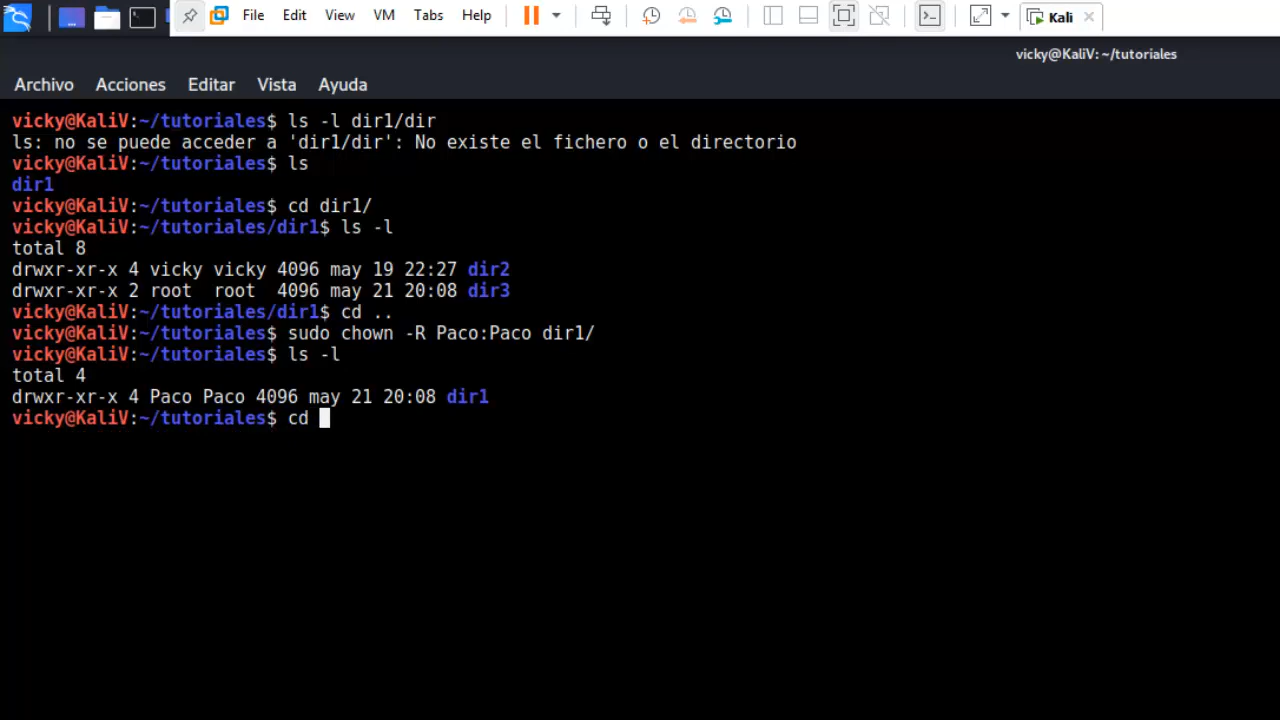 File Edit View VM Tabs Help Kali
vicky@KaliV: ~/tutoriales
Archivo Acciones Editar Vista Ayuda
vicky@KaliV:~/tutoriales$ ls -l dir1/dir
ls: no se puede acceder a 'dir1/dir': No existe el fichero o el directorio
vicky@KaliV:~/tutoriales$ ls
dir1
vicky@KaliV:~/tutoriales$ cd dir1/
vicky@KaliV:~/tutoriales/dir1$ ls -l
total 8
drwxr-xr-x 4 vicky vicky 4096 may 19 22:27 dir2
drwxr-xr-x 2 root  root  4096 may 21 20:08 dir3
vicky@KaliV:~/tutoriales/dir1$ cd ..
vicky@KaliV:~/tutoriales$ sudo chown -R Paco:Paco dir1/
vicky@KaliV:~/tutoriales$ ls -l
total 4
drwxr-xr-x 4 Paco Paco 4096 may 21 20:08 dir1
vicky@KaliV:~/tutoriales$ cd